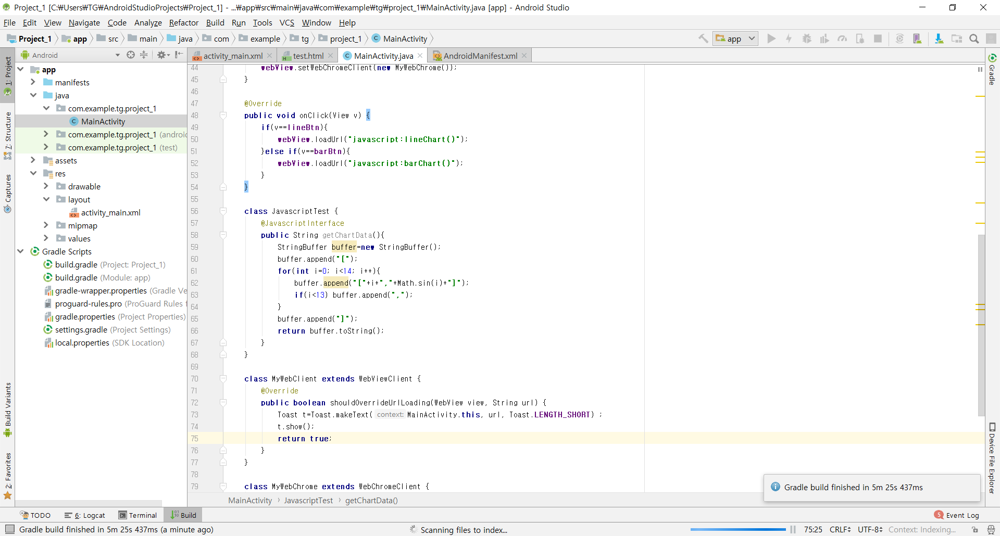 Project_1 [C:₩Users₩TG₩AndroidStudioProjects₩Project_1] - ...₩app₩src₩main₩java₩com₩example₩tg₩project_1₩MainActivity.java [app] - Android Studio
File Edit View Navigate Code Analyze Refactor Build Run Tools VCS Window Help
Project_1 app src main java com example tg project_1 MainActivity
app
Android
activity_main.xml test.html MainActivity.java AndroidManifest.xml
1: Project
7: Structure
Captures
Build Variants
2: Favorites
app
manifests
java
com.example.tg.project_1
MainActivity
com.example.tg.project_1 (androi
com.example.tg.project_1 (test)
assets
res
drawable
layout
activity_main.xml
mipmap
values
Gradle Scripts
build.gradle (Project: Project_1)
build.gradle (Module: app)
gradle-wrapper.properties (Gradle Ve
proguard-rules.pro (ProGuard Rules f
gradle.properties (Project Properties)
settings.gradle (Project Settings)
local.properties (SDK Location)
44 webView.setWebChromeClient(new MyWebChrome());
45 }
46
47 @Override
48 public void onClick(View v) {
49 if(v==lineBtn){
50 webView.loadUrl("javascript:lineChart()");
51 }else if(v==barBtn){
52 webView.loadUrl("javascript:barChart()");
53 }
54 }
55
56 class JavascriptTest {
57 @JavascriptInterface
58 public String getChartData(){
59 StringBuffer buffer=new StringBuffer();
60 buffer.append("[");
61 for(int i=0; i<14; i++){
62 buffer.append("["+i+","+Math.sin(i)+"]");
63 if(i<13) buffer.append(",");
64 }
65 buffer.append("]");
66 return buffer.toString();
67 }
68 }
69
70 class MyWebClient extends WebViewClient {
71 @Override
72 public boolean shouldOverrideUrlLoading(WebView view, String url) {
73 Toast t=Toast.makeText( context: MainActivity.this, url, Toast.LENGTH_SHORT) ;
74 t.show();
75 return true;
76 }
77 }
78
79 class MyWebChrome extends WebChromeClient {
Gradle
Device File Explorer
Gradle build finished in 5m 25s 437ms
MainActivity › JavascriptTest › getChartData()
TODO 6: Logcat Terminal Build 5 Event Log
Gradle build finished in 5m 25s 437ms (a minute ago) Scanning files to index... 75:25 CRLF UTF-8 Context: Indexing...